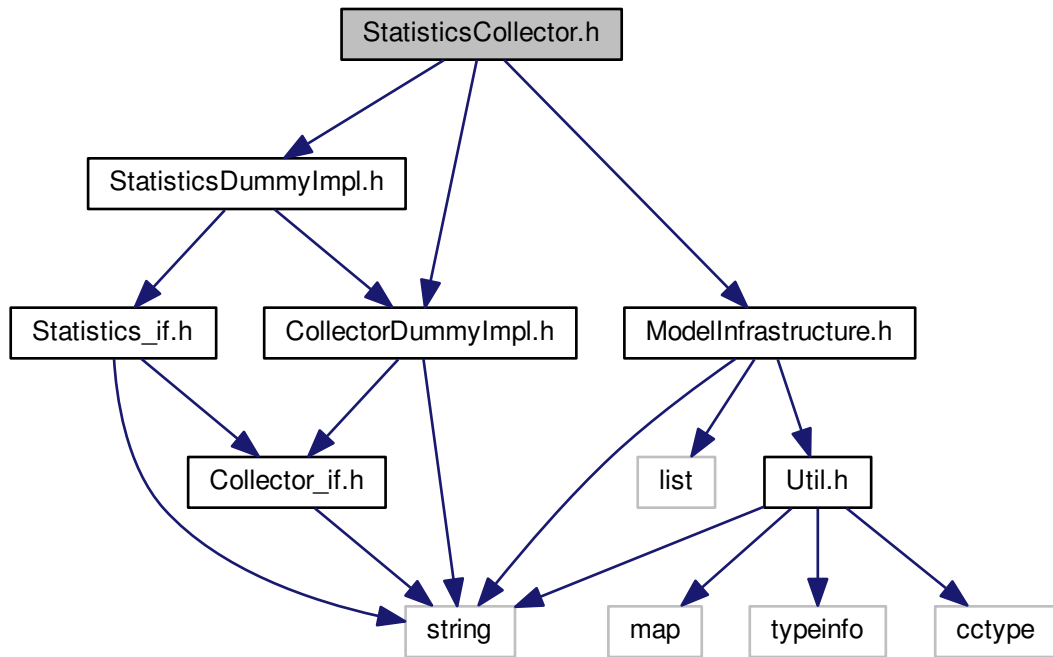 StatisticsCollector.h
StatisticsDummyImpl.h
Statistics_if.h
CollectorDummyImpl.h
ModelInfrastructure.h
Collector_if.h
list
Util.h
string
map
typeinfo
cctype